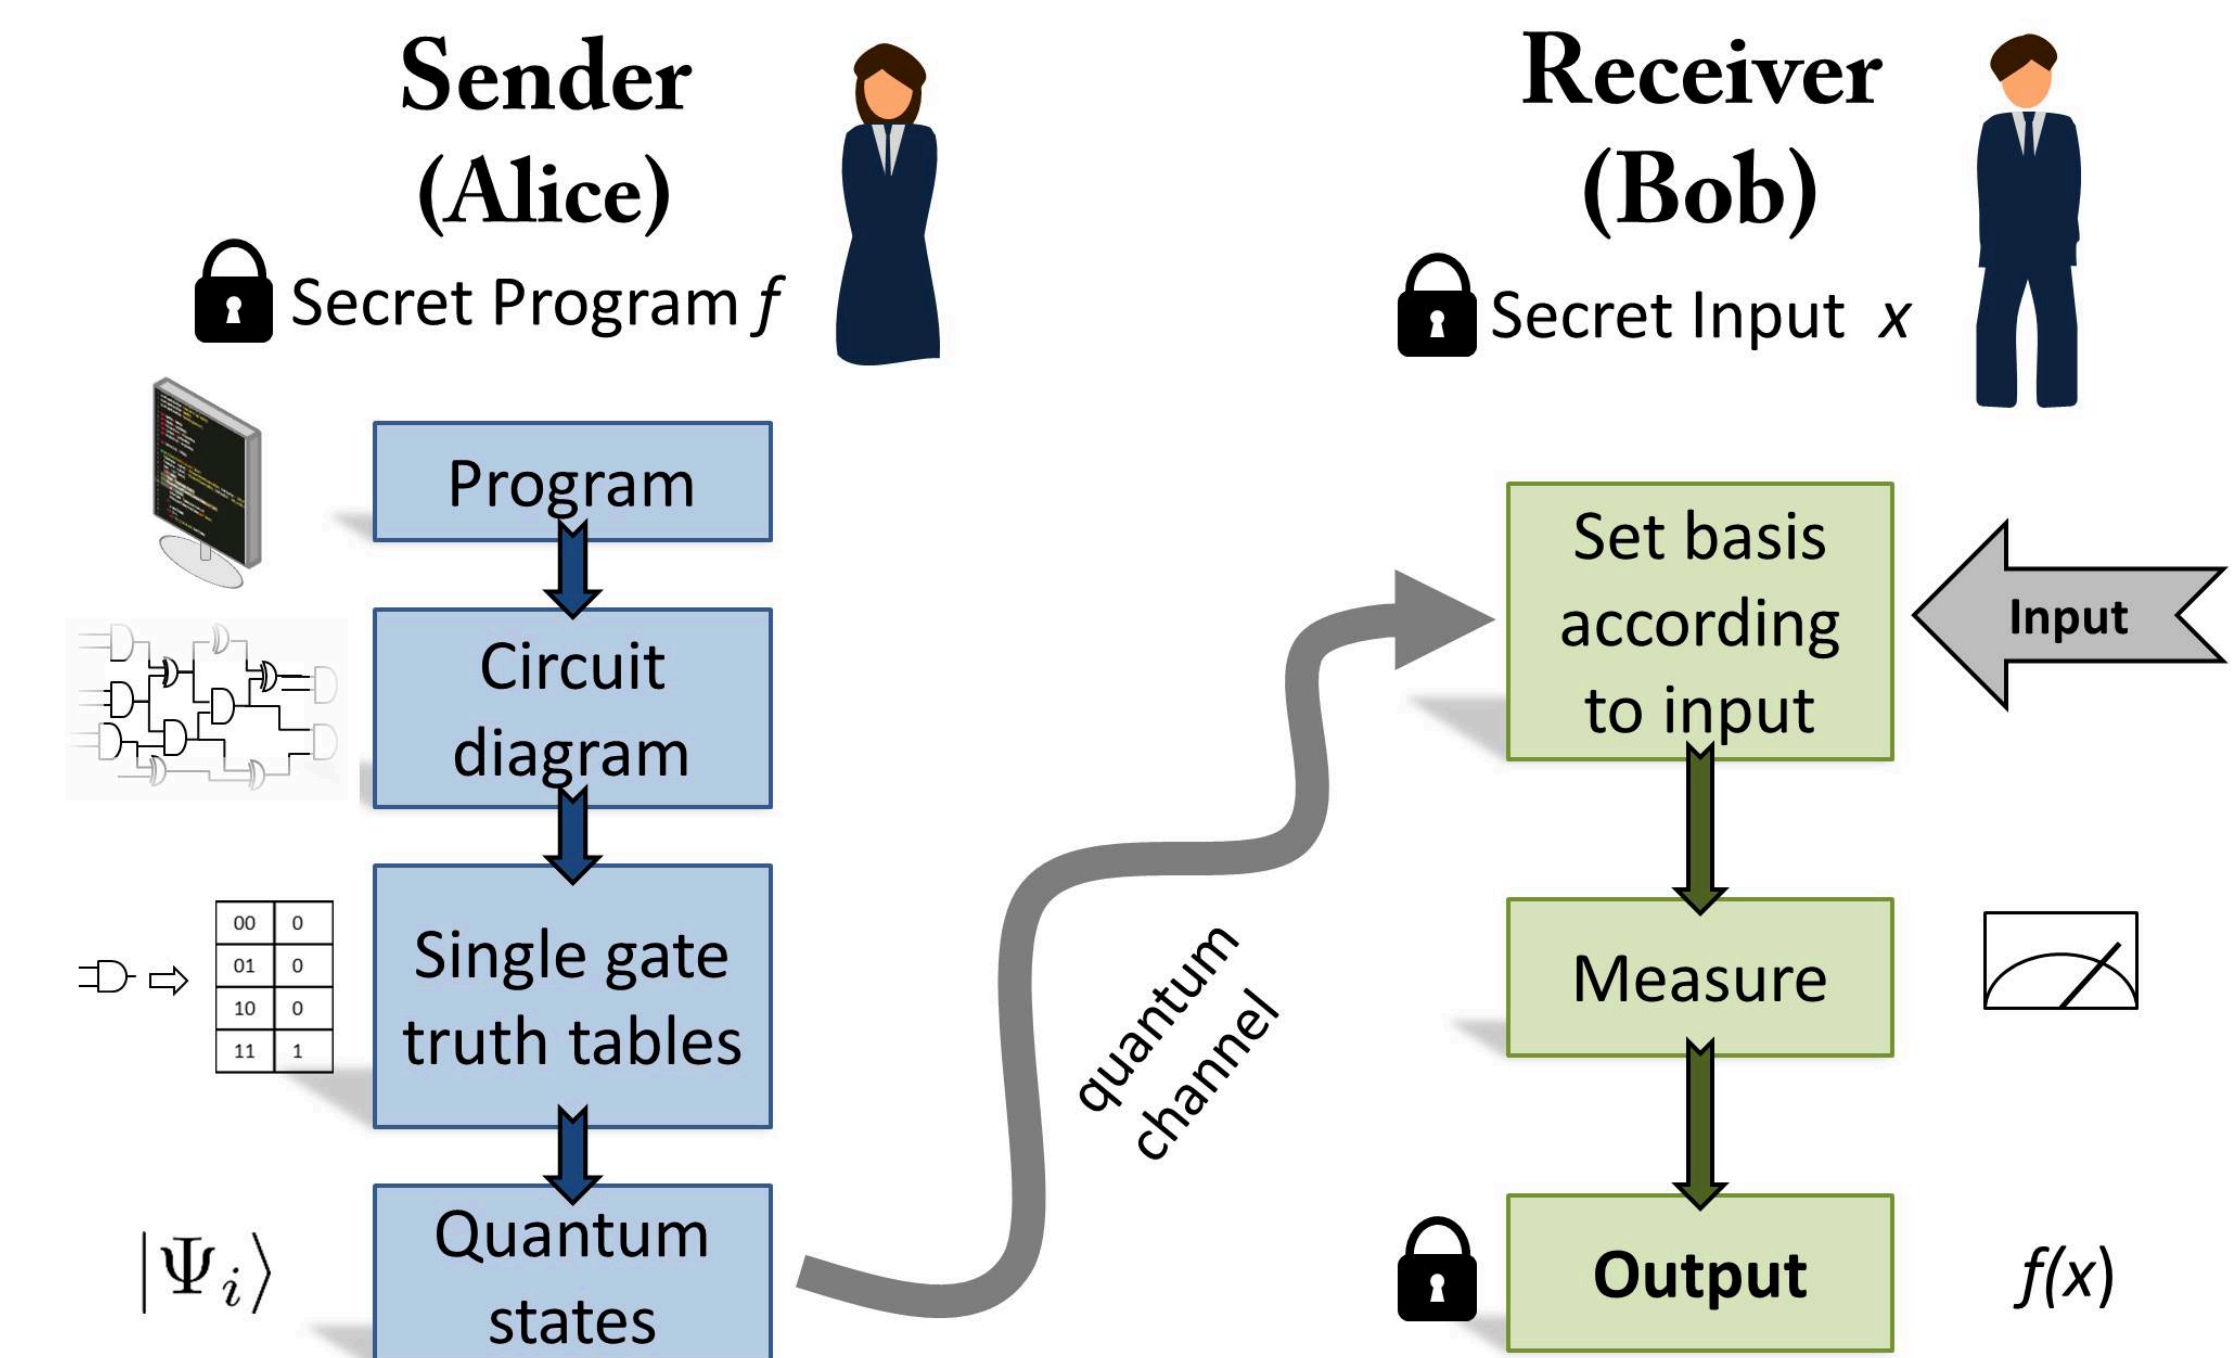 Sender
(Alice)
Secret Program f
Program
Circuit
diagram
00 0
01 0
10 0
11 1
Single gate
truth tables
|Ψi⟩
Quantum
states
quantum
channel
Receiver
(Bob)
Secret Input x
Set basis
according
to input
Input
Measure
Output
f(x)